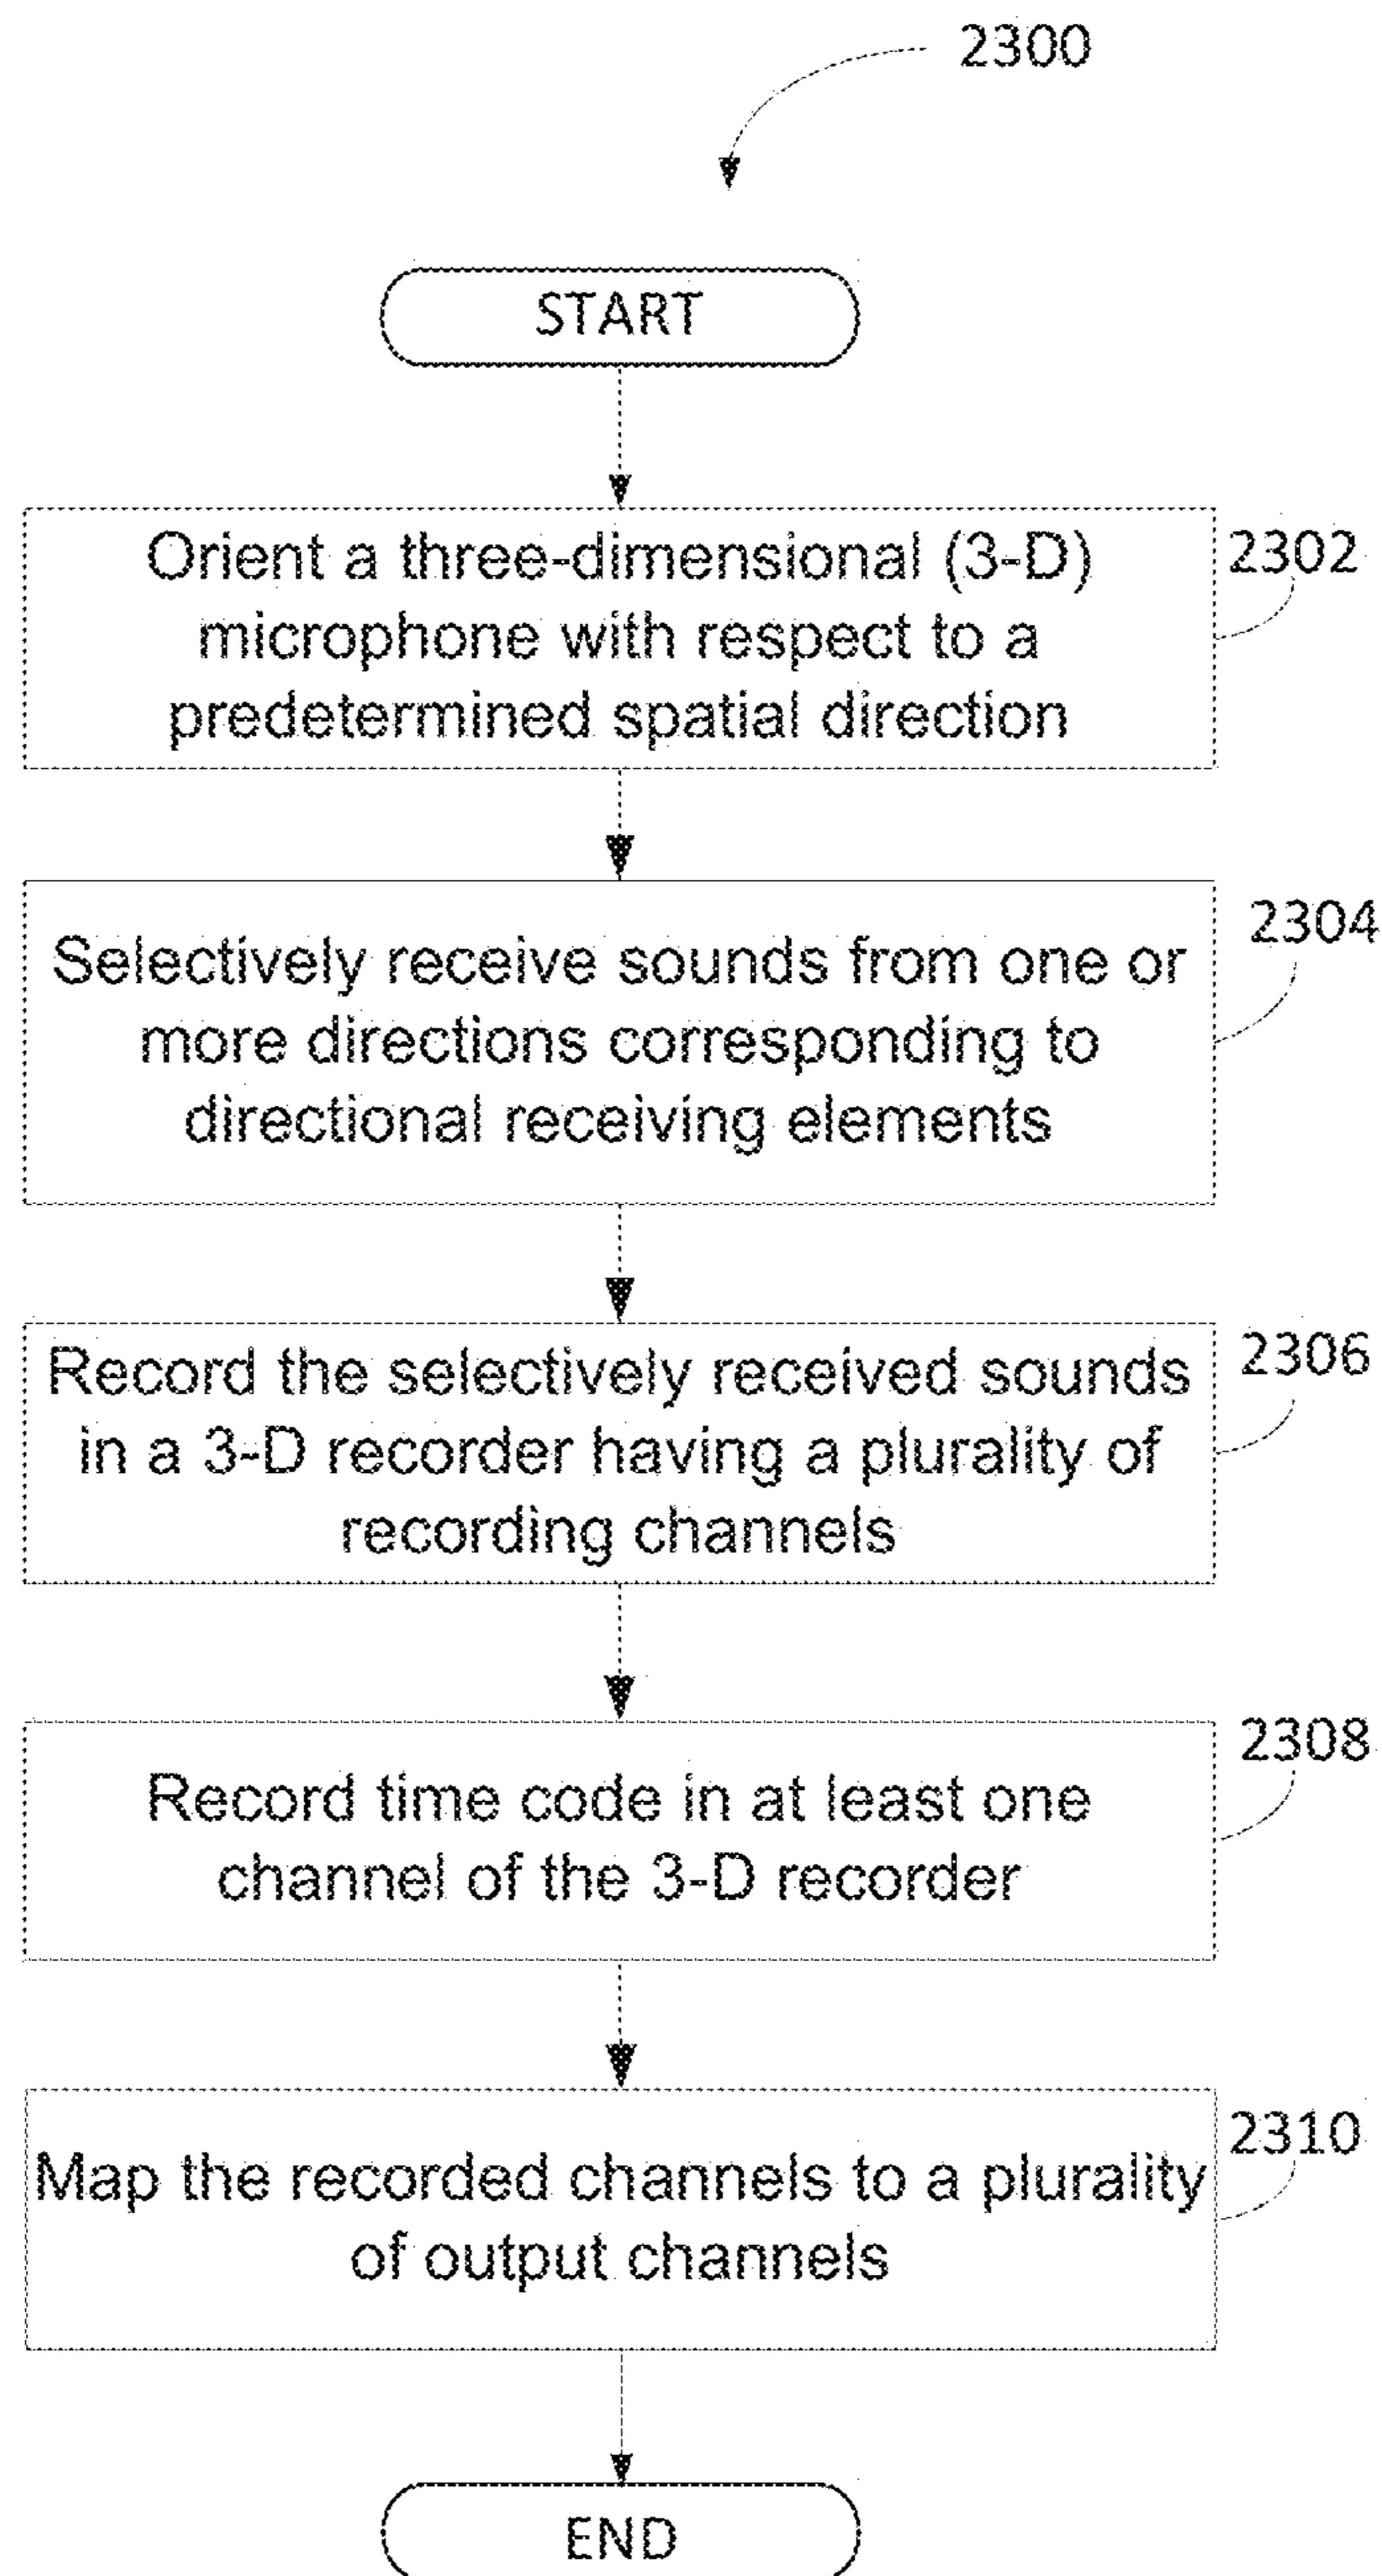 2300
START
Orient a three-dimensional (3-D)
microphone with respect to a
predetermined spatial direction
2302
Selectively receive sounds from one or
more directions corresponding to
directional receiving elements
2304
Record the selectively received sounds
in a 3-D recorder having a plurality of
recording channels
2306
Record time code in at least one
channel of the 3-D recorder
2308
Map the recorded channels to a plurality
of output channels
2310
END